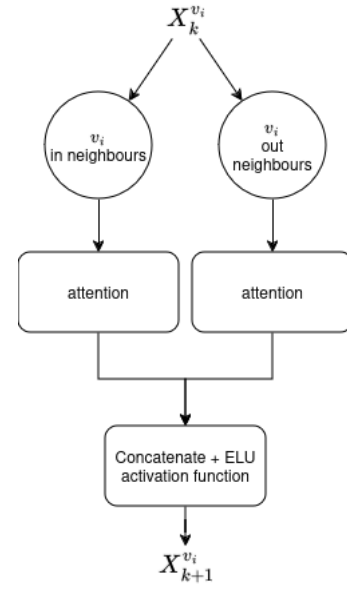 X_k^{v_i}
v_i
in neighbours
v_i
out
neighbours
attention
attention
Concatenate + ELU
activation function
X_{k+1}^{v_i}